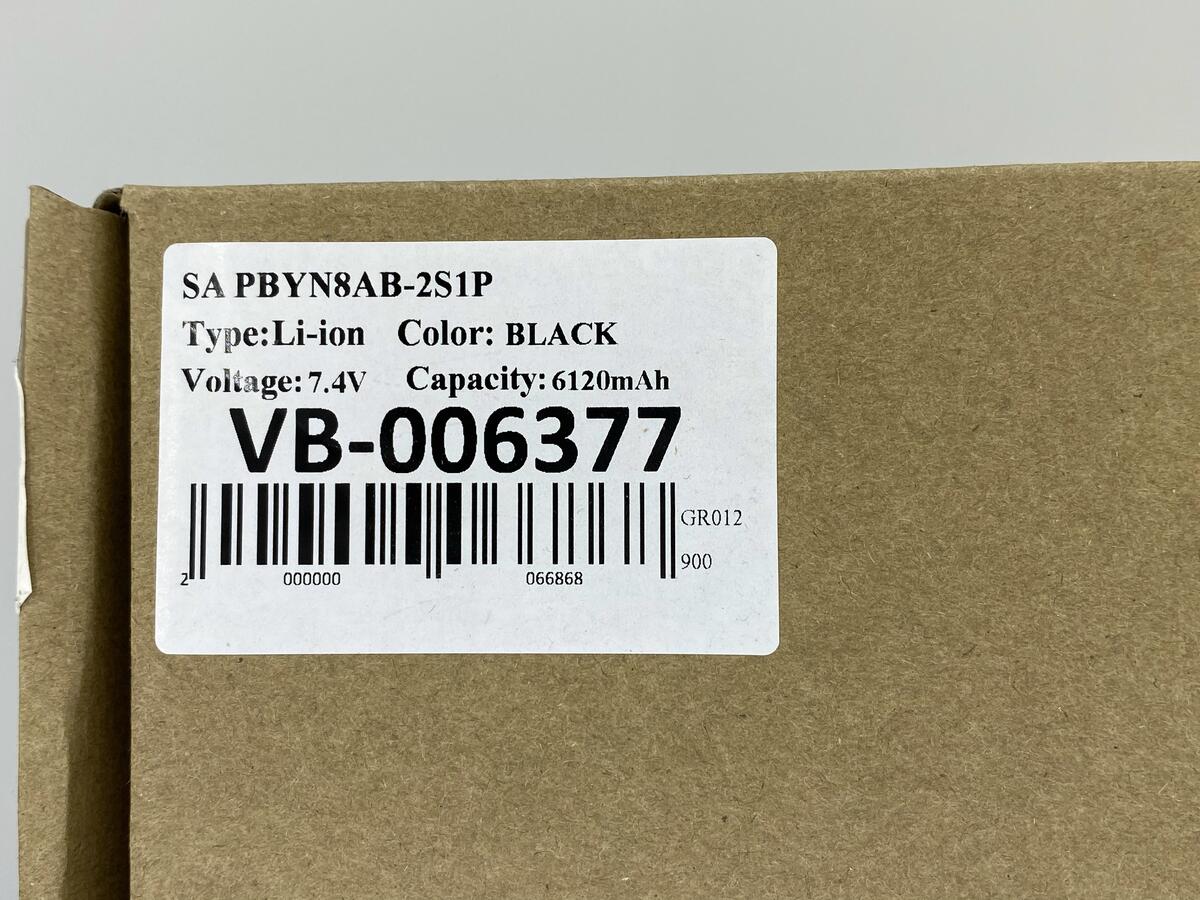 SA PBYN8AB-2S1P
Type:Li-ion Color: BLACK
Voltage: 7.4V Capacity: 6120mAh
VB-006377
GR012
900
2 000000 066868